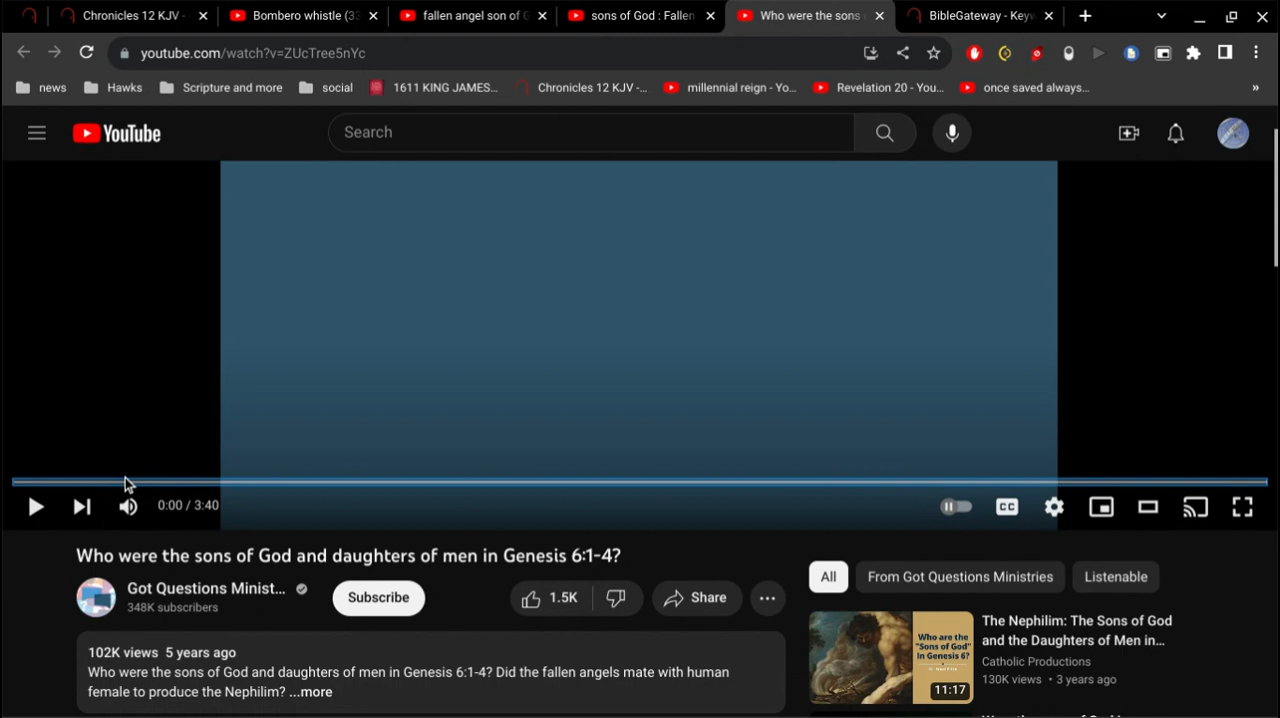 Chronicles 12 KJV -
Bombero whistle (33
fallen angel son of G
sons of God : Fallen
Who were the sons
BibleGateway - Keyw
youtube.com/watch?v=ZUcTree5nYc
news
Hawks
Scripture and more
social
1611 KING JAMES...
Chronicles 12 KJV -...
millennial reign - Yo...
Revelation 20 - You...
once saved always...
»
YouTube
Search
0:00 / 3:40
CC
Who were the sons of God and daughters of men in Genesis 6:1-4?
Got Questions Minist...
348K subscribers
Subscribe
1.5K
Share
102K views 5 years ago
Who were the sons of God and daughters of men in Genesis 6:1-4? Did the fallen angels mate with human
female to produce the Nephilim? ...more
All
From Got Questions Ministries
Listenable
Who are the
"Sons of God"
in Genesis 6?
11:17
The Nephilim: The Sons of God
and the Daughters of Men in...
Catholic Productions
130K views • 3 years ago